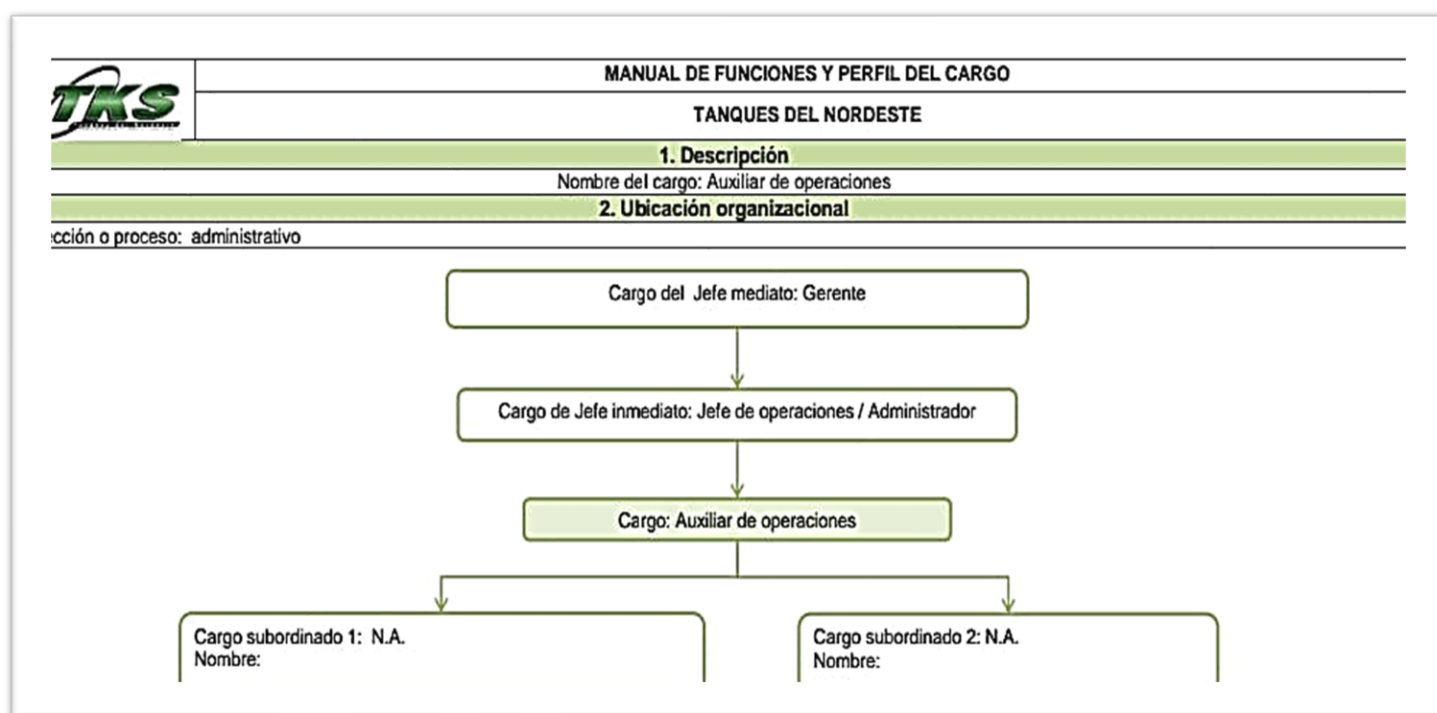 TKS
MANUAL DE FUNCIONES Y PERFIL DEL CARGO
TANQUES DEL NORDESTE
1. Descripción
Nombre del cargo: Auxiliar de operaciones
2. Ubicación organizacional
cción o proceso: administrativo
Cargo del Jefe mediato: Gerente
Cargo de Jefe inmediato: Jefe de operaciones / Administrador
Cargo: Auxiliar de operaciones
Cargo subordinado 1: N.A.
Nombre:
Cargo subordinado 2: N.A.
Nombre: